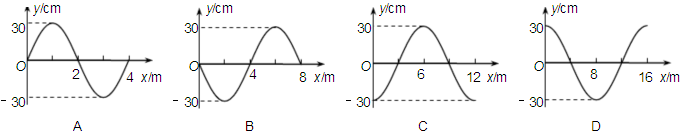 y/cm
30
O
2
4 x/m
- 30
A
y/cm
30
O
4
8 x/m
- 30
B
y/cm
30
O
6
12 x/m
- 30
C
y/cm
30
O
8
16 x/m
- 30
D